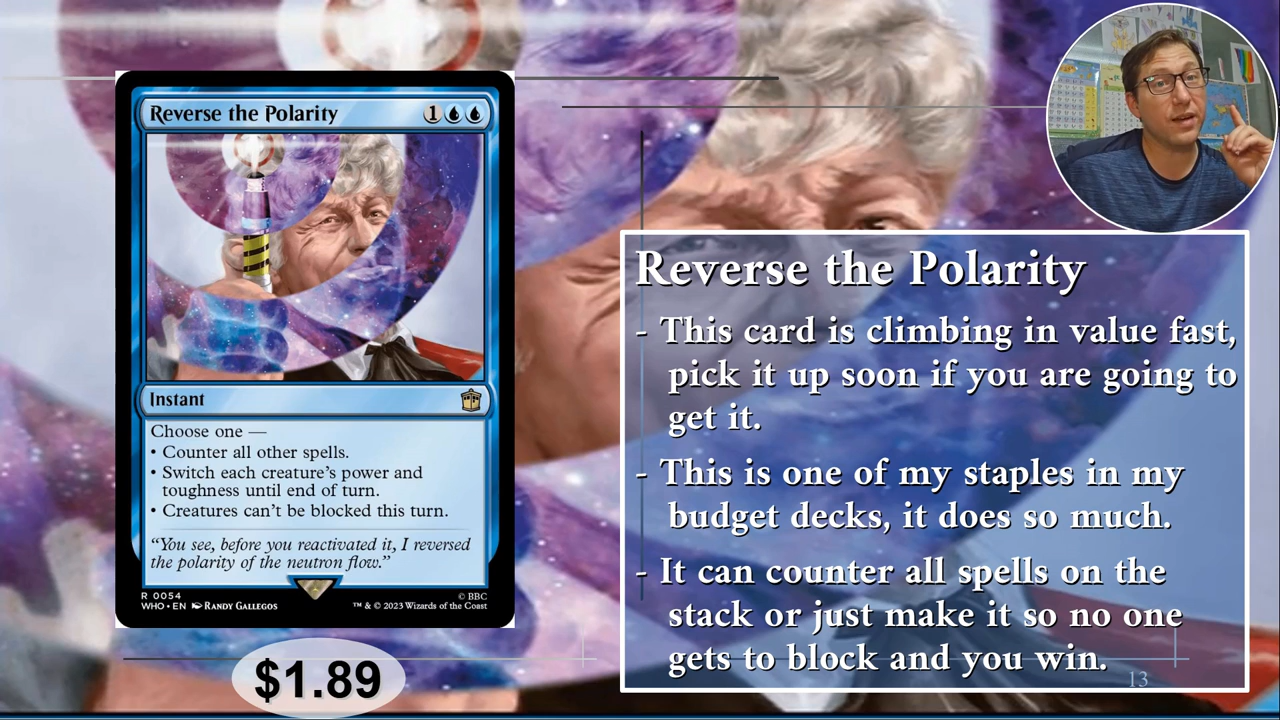 Reverse the Polarity 1
Instant
Choose one —
• Counter all other spells.
• Switch each creature's power and
toughness until end of turn.
• Creatures can't be blocked this turn.
"You see, before you reactivated it, I reversed
the polarity of the neutron flow."
R 0054
WHO • EN RANDY GALLEGOS
© BBC
™ & © 2023 Wizards of the Coast
$1.89
Reverse the Polarity
- This card is climbing in value fast,
pick it up soon if you are going to
get it.
- This is one of my staples in my
budget decks, it does so much.
- It can counter all spells on the
stack or just make it so no one
gets to block and you win.
13